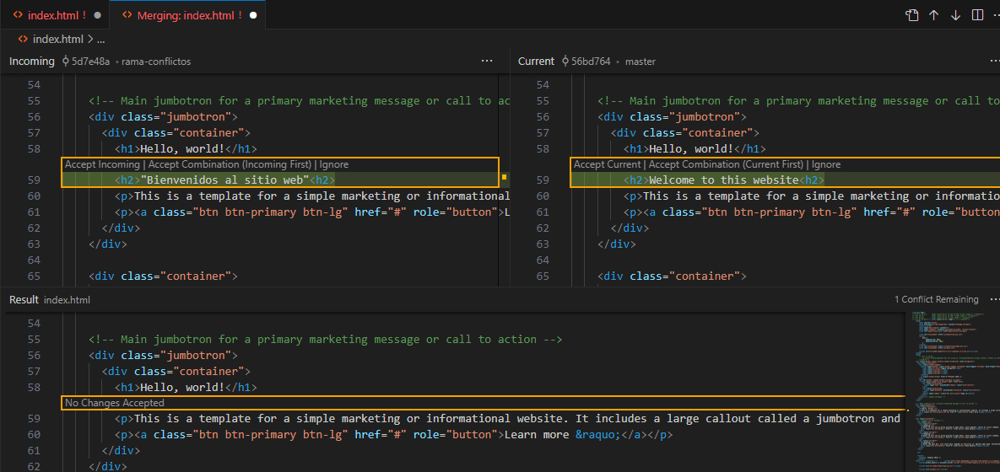 index.html !
Merging: index.html !
index.html > ...
Incoming 5d7e48a • rama-conflictos ...
54
55 <!-- Main jumbotron for a primary marketing message or call to ac
56 <div class="jumbotron">
57 <div class="container">
58 <h1>Hello, world!</h1>
Accept Incoming | Accept Combination (Incoming First) | Ignore
59 <h2>"Bienvenidos al sitio web"<h2>
60 <p>This is a template for a simple marketing or informational
61 <p><a class="btn btn-primary btn-lg" href="#" role="button">L
62 </div>
63 </div>
64
65 <div class="container">
Current 56bd764 • master ...
54
55 <!-- Main jumbotron for a primary marketing message or call to
56 <div class="jumbotron">
57 <div class="container">
58 <h1>Hello, world!</h1>
Accept Current | Accept Combination (Current First) | Ignore
59 <h2>Welcome to this website<h2>
60 <p>This is a template for a simple marketing or informatio
61 <p><a class="btn btn-primary btn-lg" href="#" role="button
62 </div>
63 </div>
64
65 <div class="container">
Result index.html
1 Conflict Remaining ...
54
55 <!-- Main jumbotron for a primary marketing message or call to action -->
56 <div class="jumbotron">
57 <div class="container">
58 <h1>Hello, world!</h1>
No Changes Accepted
59 <p>This is a template for a simple marketing or informational website. It includes a large callout called a jumbotron and
60 <p><a class="btn btn-primary btn-lg" href="#" role="button">Learn more &raquo;</a></p>
61 </div>
62 </div>